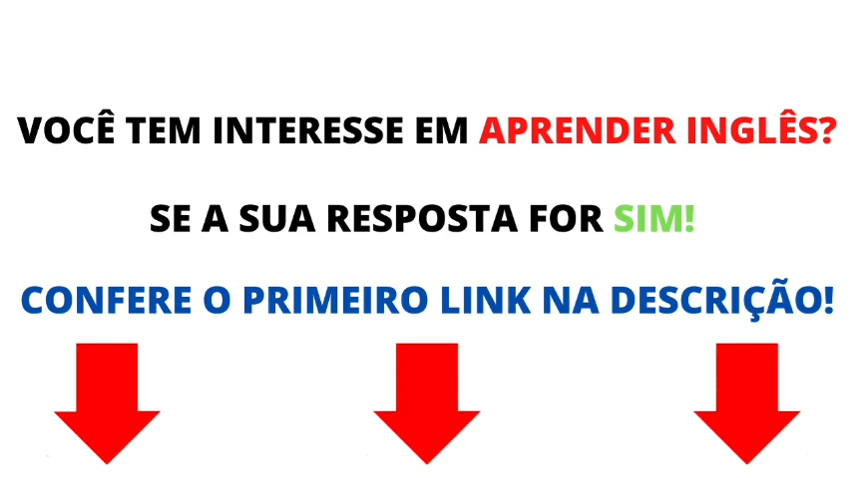 VOCÊ TEM INTERESSE EM APRENDER INGLÊS?
SE A SUA RESPOSTA FOR SIM!
CONFERE O PRIMEIRO LINK NA DESCRIÇÃO!